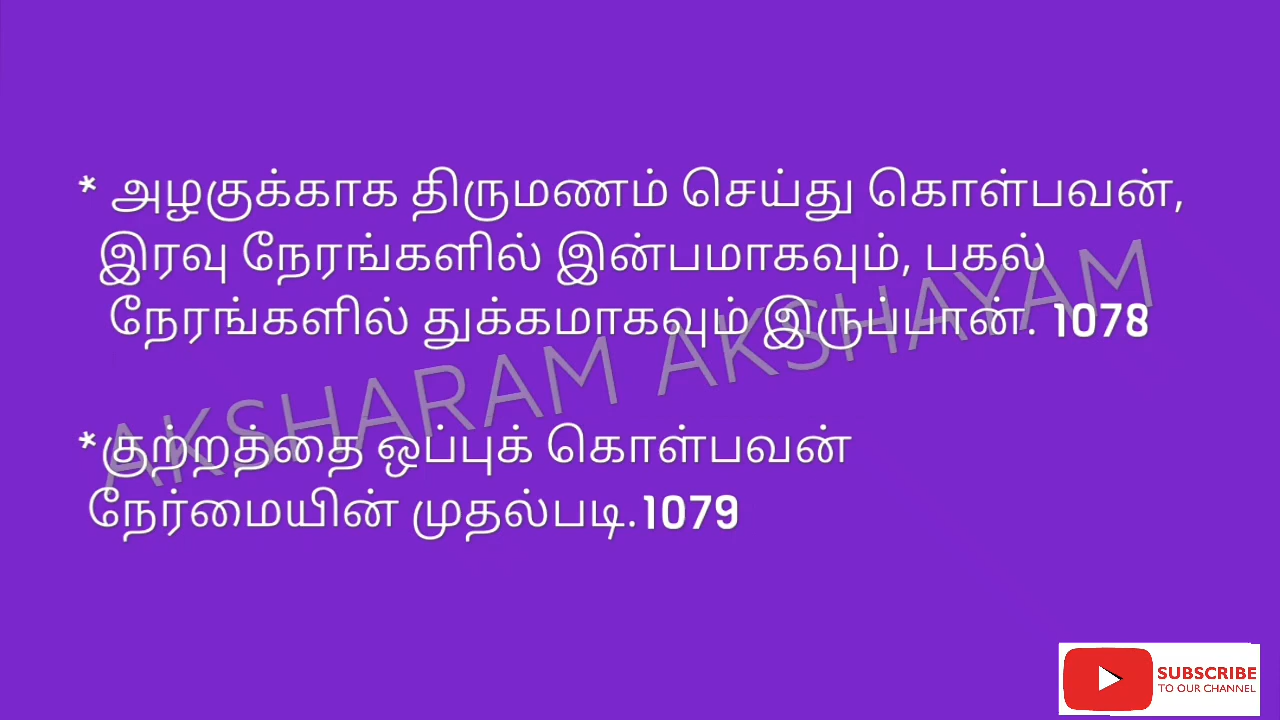 * அழகுக்காக திருமணம் செய்து கொள்பவன்,
இரவு நேரங்களில் இன்பமாகவும், பகல்
நேரங்களில் துக்கமாகவும் இருப்பான். 1078
AKSHARAM AKSHAYAM
*குற்றத்தை ஒப்புக் கொள்பவன்
நேர்மையின் முதல்படி.1079
SUBSCRIBE
TO OUR CHANNEL